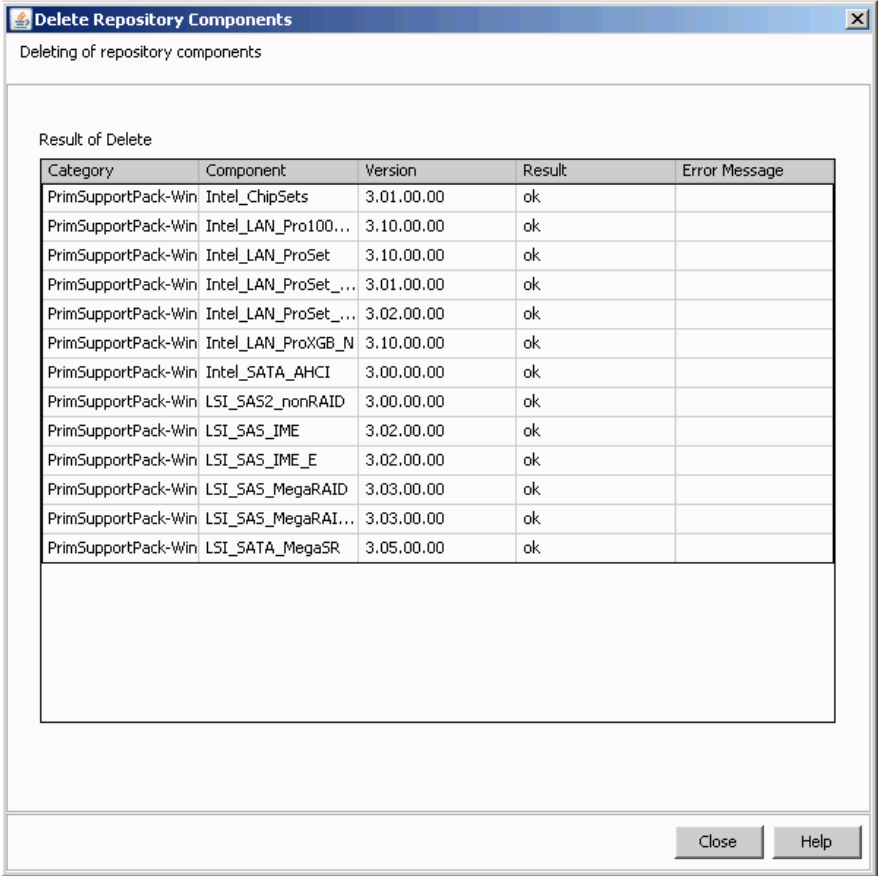 Delete Repository Components
Deleting of repository components
Result of Delete
Category Component Version Result Error Message
PrimSupportPack-Win Intel_ChipSets 3.01.00.00 ok
PrimSupportPack-Win Intel_LAN_Pro100... 3.10.00.00 ok
PrimSupportPack-Win Intel_LAN_ProSet 3.10.00.00 ok
PrimSupportPack-Win Intel_LAN_ProSet_... 3.01.00.00 ok
PrimSupportPack-Win Intel_LAN_ProSet_... 3.02.00.00 ok
PrimSupportPack-Win Intel_LAN_ProXGB_N 3.10.00.00 ok
PrimSupportPack-Win Intel_SATA_AHCI 3.00.00.00 ok
PrimSupportPack-Win LSI_SAS2_nonRAID 3.00.00.00 ok
PrimSupportPack-Win LSI_SAS_IME 3.02.00.00 ok
PrimSupportPack-Win LSI_SAS_IME_E 3.02.00.00 ok
PrimSupportPack-Win LSI_SAS_MegaRAID 3.03.00.00 ok
PrimSupportPack-Win LSI_SAS_MegaRAI... 3.03.00.00 ok
PrimSupportPack-Win LSI_SATA_MegaSR 3.05.00.00 ok
Close Help